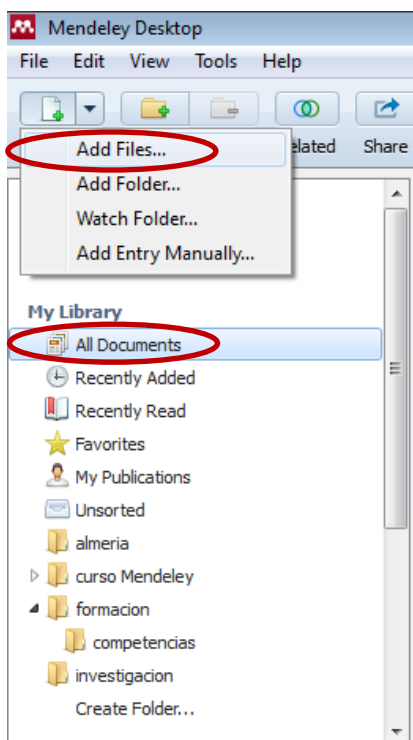 Mendeley Desktop
File Edit View Tools Help
Share
Add Files...
Add Folder...
Watch Folder...
Add Entry Manually...
My Library
All Documents
Recently Added
Recently Read
Favorites
My Publications
Unsorted
almeria
curso Mendeley
formacion
competencias
investigacion
Create Folder...